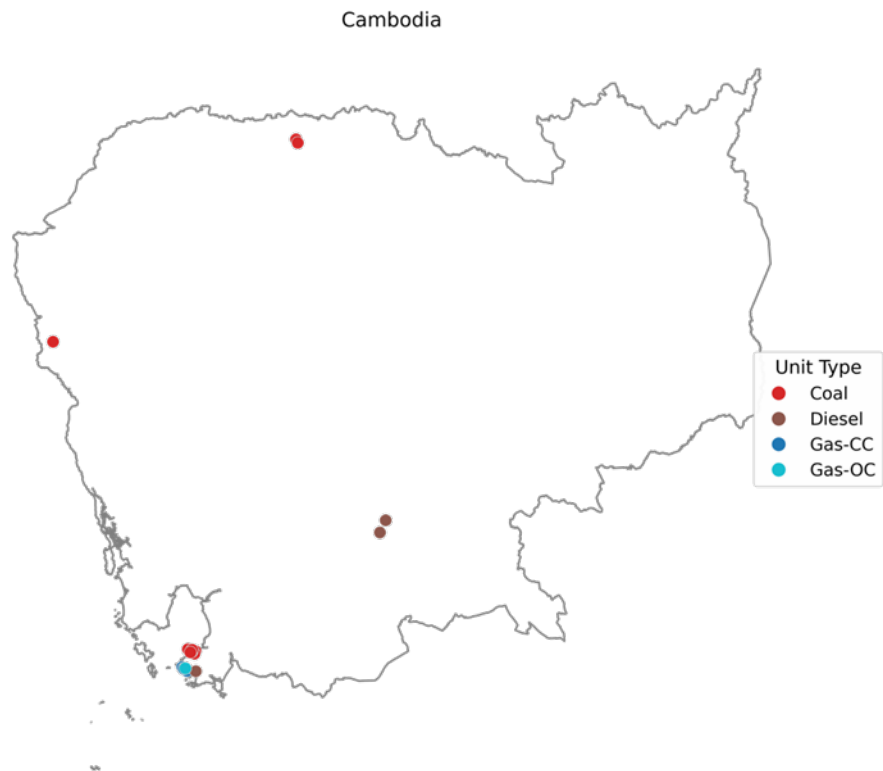 Cambodia
Unit Type
Coal
Diesel
Gas-CC
Gas-OC